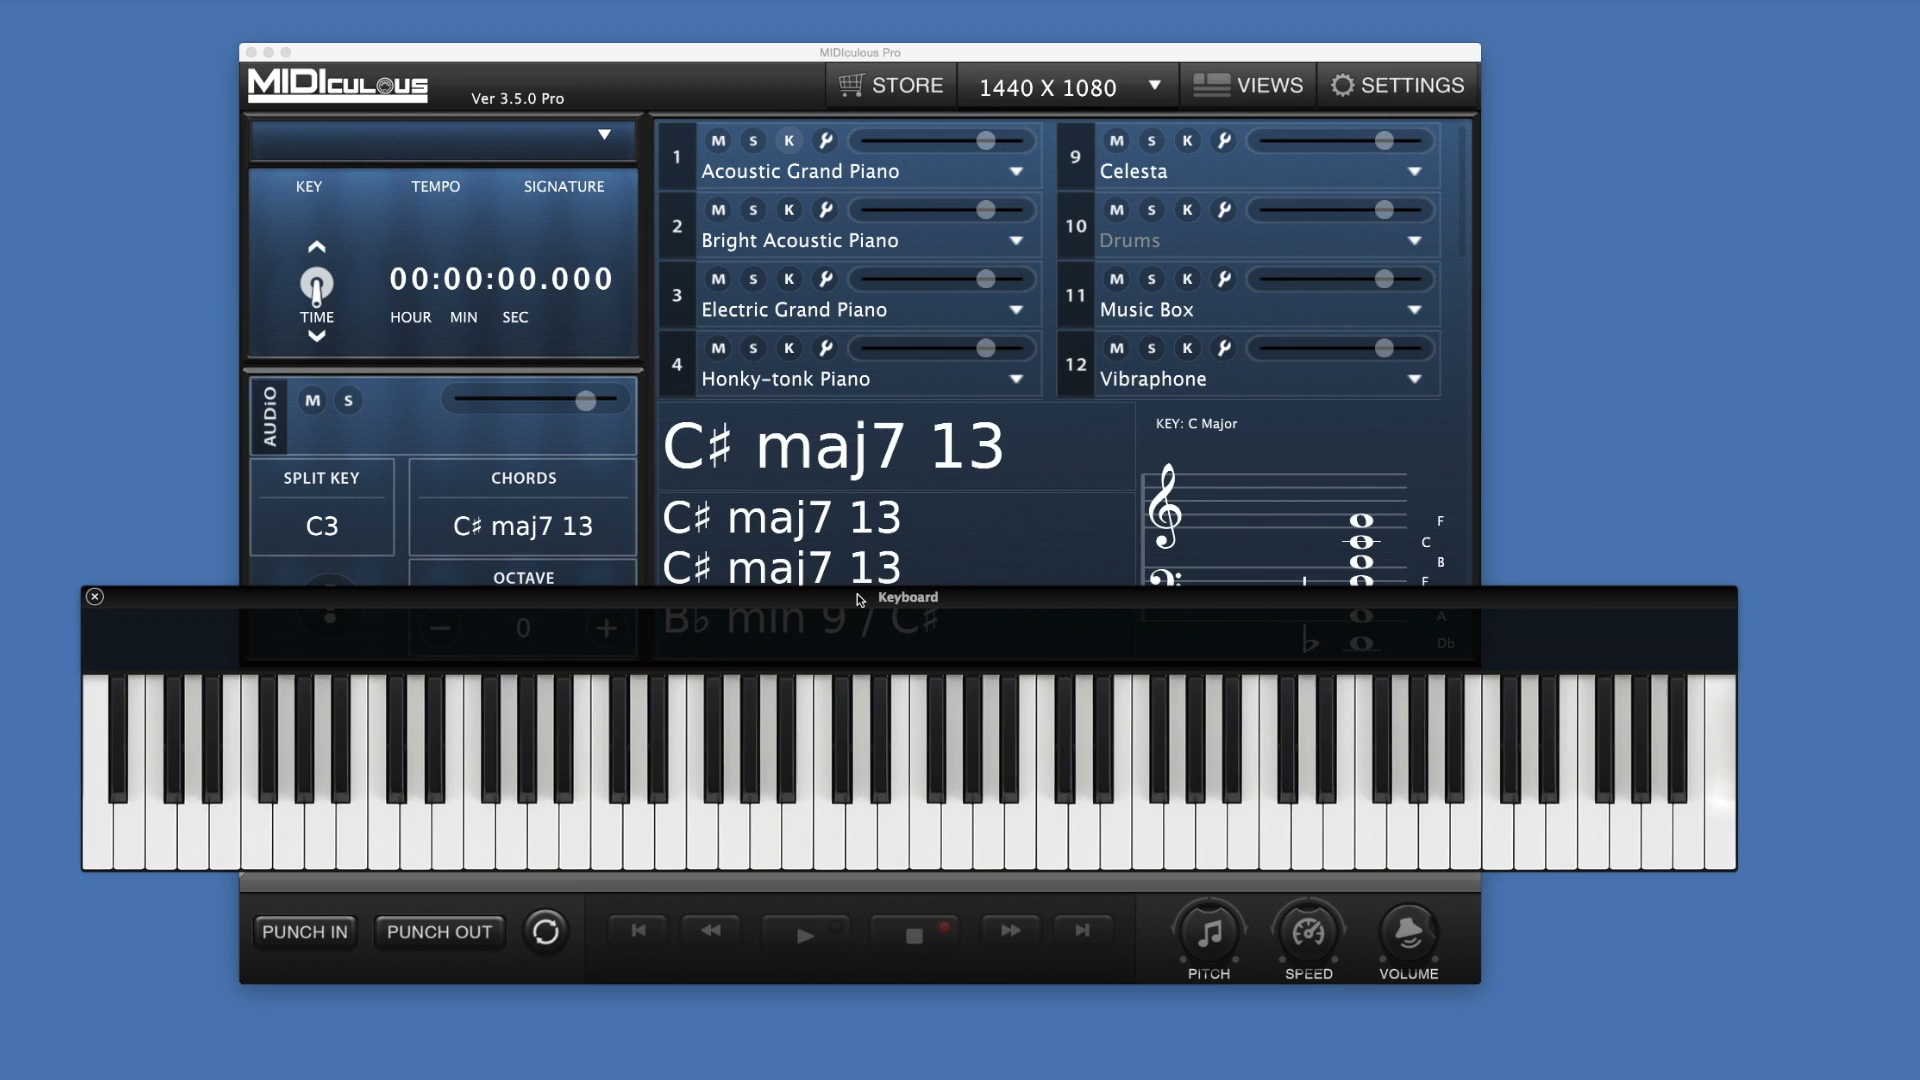 MIDIculous Pro
MIDIculous
Ver 3.5.0 Pro
STORE
1440 X 1080
VIEWS
SETTINGS
KEY
TEMPO
SIGNATURE
00:00:00.000
TIME
HOUR MIN SEC
AUDiO
M S
SPLIT KEY
C3
CHORDS
C♯ maj7 13
OCTAVE
0
1 M S K
Acoustic Grand Piano
2 M S K
Bright Acoustic Piano
3 M S K
Electric Grand Piano
4 M S K
Honky-tonk Piano
9 M S K
Celesta
10 M S K
Drums
11 M S K
Music Box
12 M S K
Vibraphone
C♯ maj7 13
C♯ maj7 13
C♯ maj7 13
B♭ min 9 / C♯
KEY: C Major
F
C
B
A
Db
Keyboard
PUNCH IN
PUNCH OUT
PITCH
SPEED
VOLUME